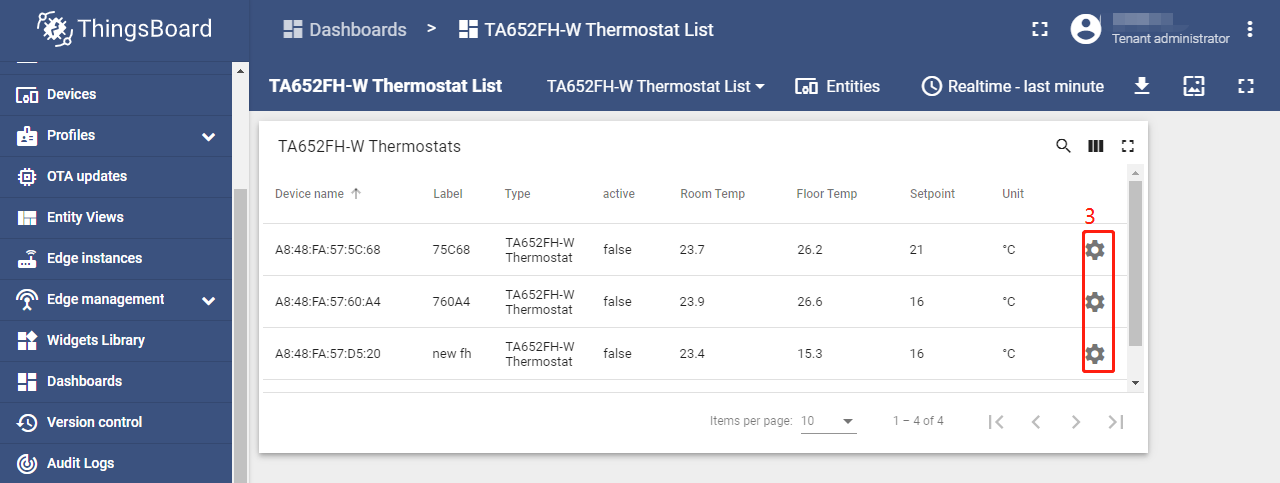 ThingsBoard
Dashboards > TA652FH-W Thermostat List
Tenant administrator
TA652FH-W Thermostat List
TA652FH-W Thermostat List
Entities
Realtime - last minute
Devices
Profiles
OTA updates
Entity Views
Edge instances
Edge management
Widgets Library
Dashboards
Version control
Audit Logs
TA652FH-W Thermostats
Device name Label Type active Room Temp Floor Temp Setpoint Unit
3
A8:48:FA:57:5C:68 75C68 TA652FH-W Thermostat false 23.7 26.2 21 °C
A8:48:FA:57:60:A4 760A4 TA652FH-W Thermostat false 23.9 26.6 16 °C
A8:48:FA:57:D5:20 new fh TA652FH-W Thermostat false 23.4 15.3 16 °C
Items per page: 10 1 – 4 of 4